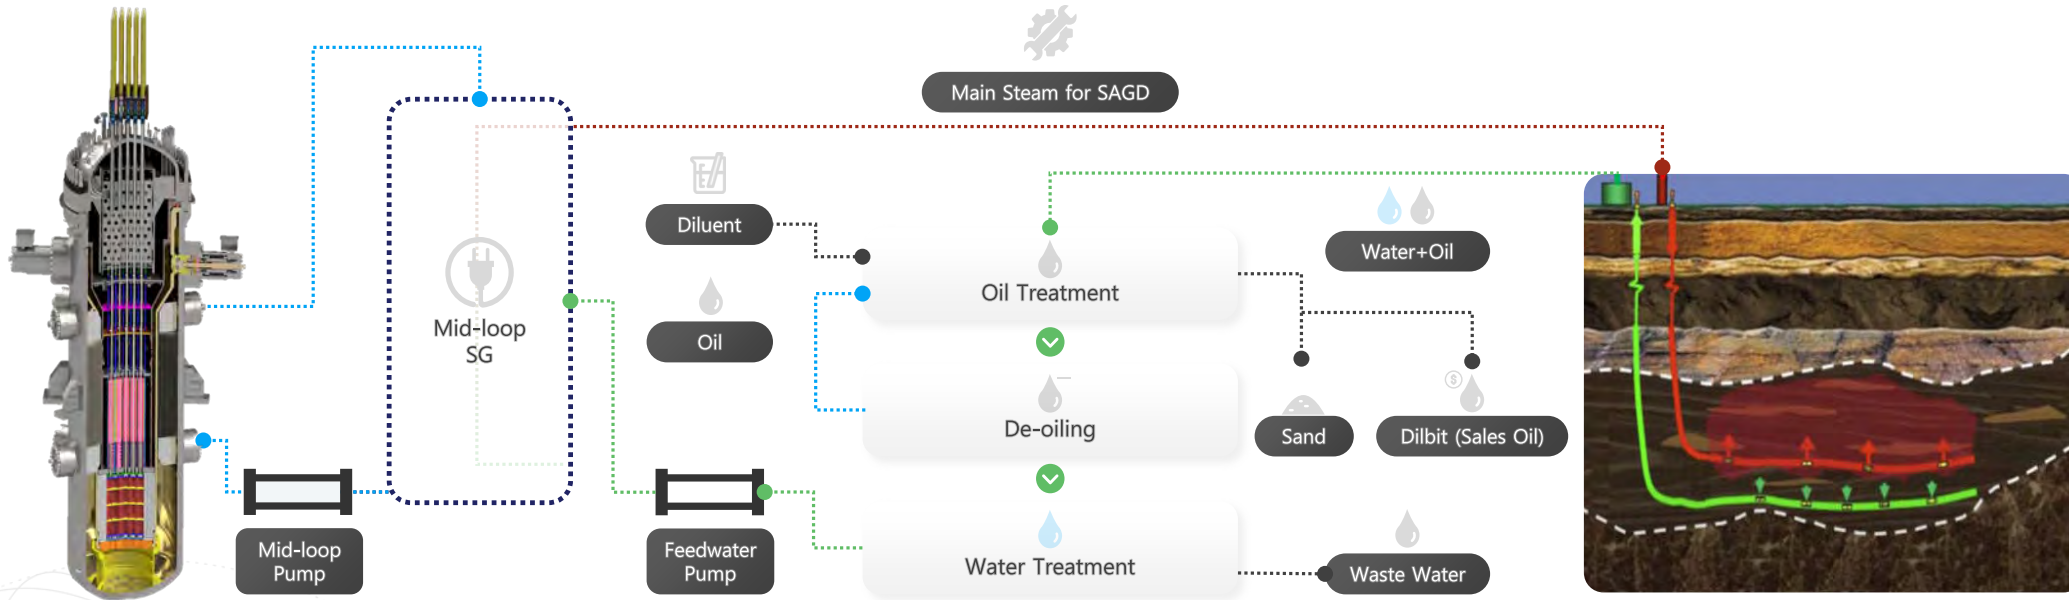 Main Steam for SAGD
Diluent
Water+Oil
Oil Treatment
Mid-loop
SG
Oil
De-oiling
Sand
Dilbit (Sales Oil)
$
Mid-loop
Pump
Feedwater
Pump
Water Treatment
Waste Water